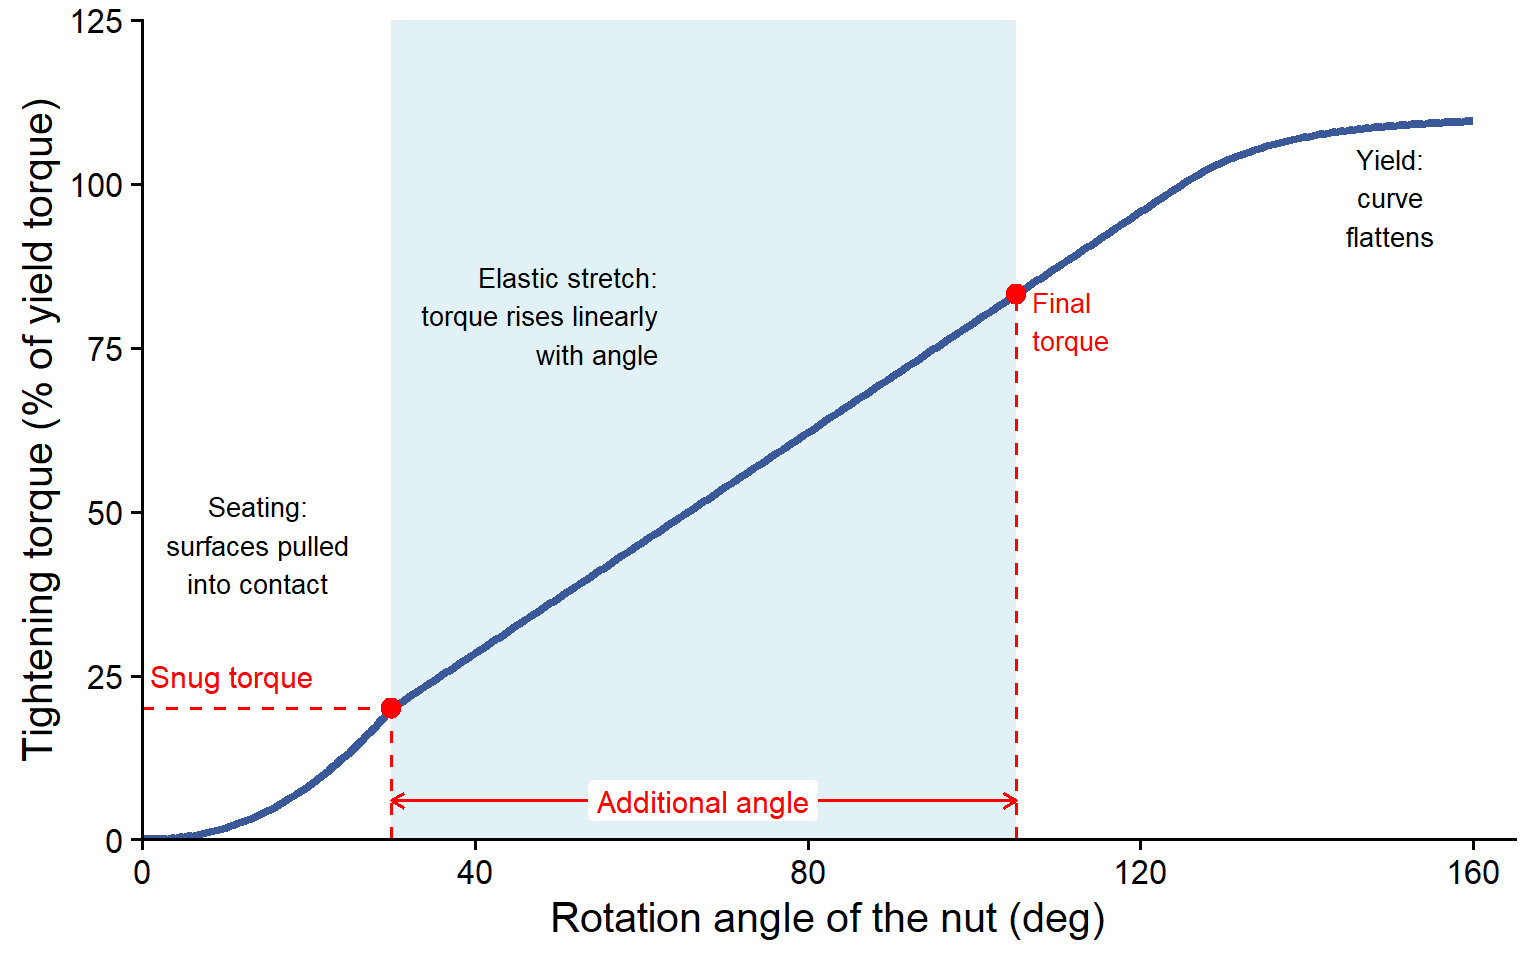 Tightening torque (% of yield torque)
125
100
75
50
25
0
Yield:
curve
flattens
Elastic stretch:
torque rises linearly
with angle
Final
torque
Seating:
surfaces pulled
into contact
Snug torque
Additional angle
0
40
80
120
160
Rotation angle of the nut (deg)